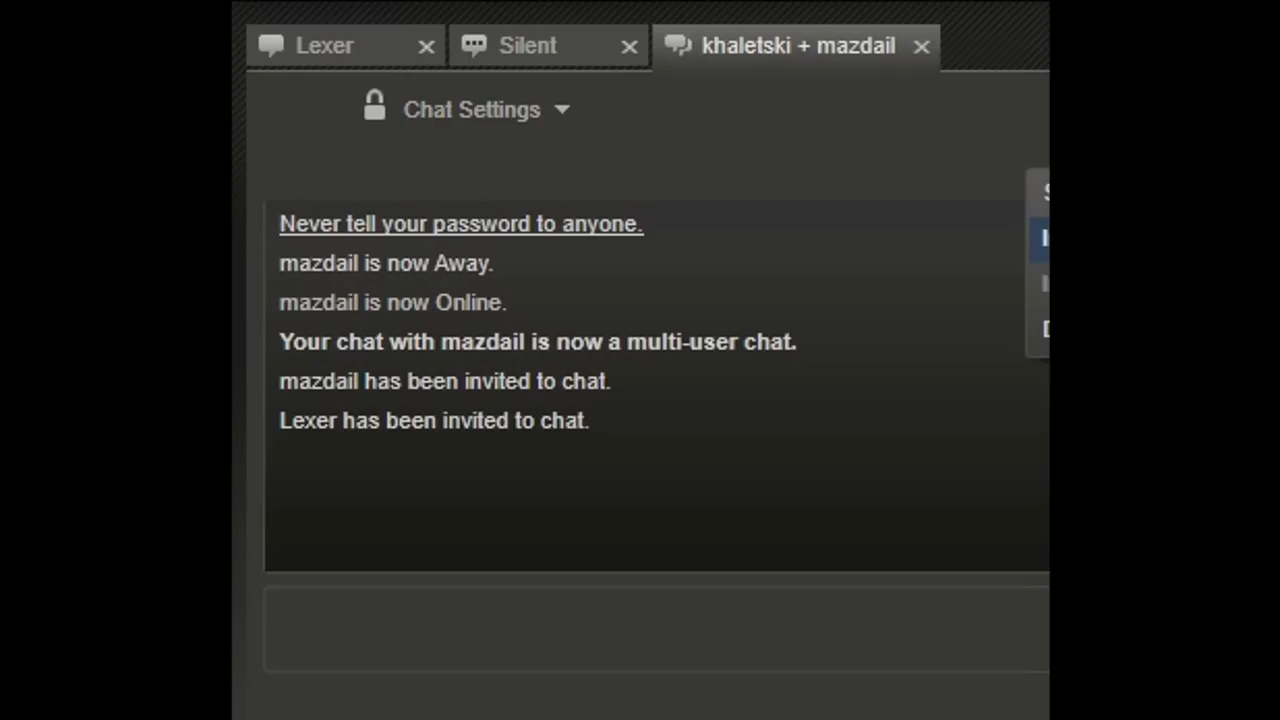 Lexer
Silent
khaletski + mazdail
Chat Settings
Never tell your password to anyone.
mazdail is now Away.
mazdail is now Online.
Your chat with mazdail is now a multi-user chat.
mazdail has been invited to chat.
Lexer has been invited to chat.